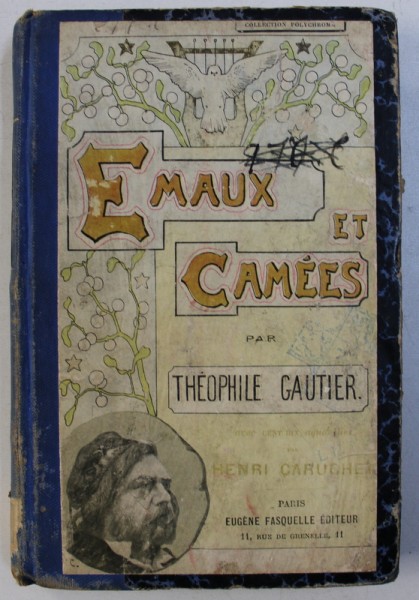 COLLECTION POLYCHROME
EMAUX
ET
CAMÉES
PAR
THÉOPHILE GAUTIER.
HENRI CARUCHET
PARIS
EUGÈNE FASQUELLE ÉDITEUR
11, RUE DE GRENELLE, 11